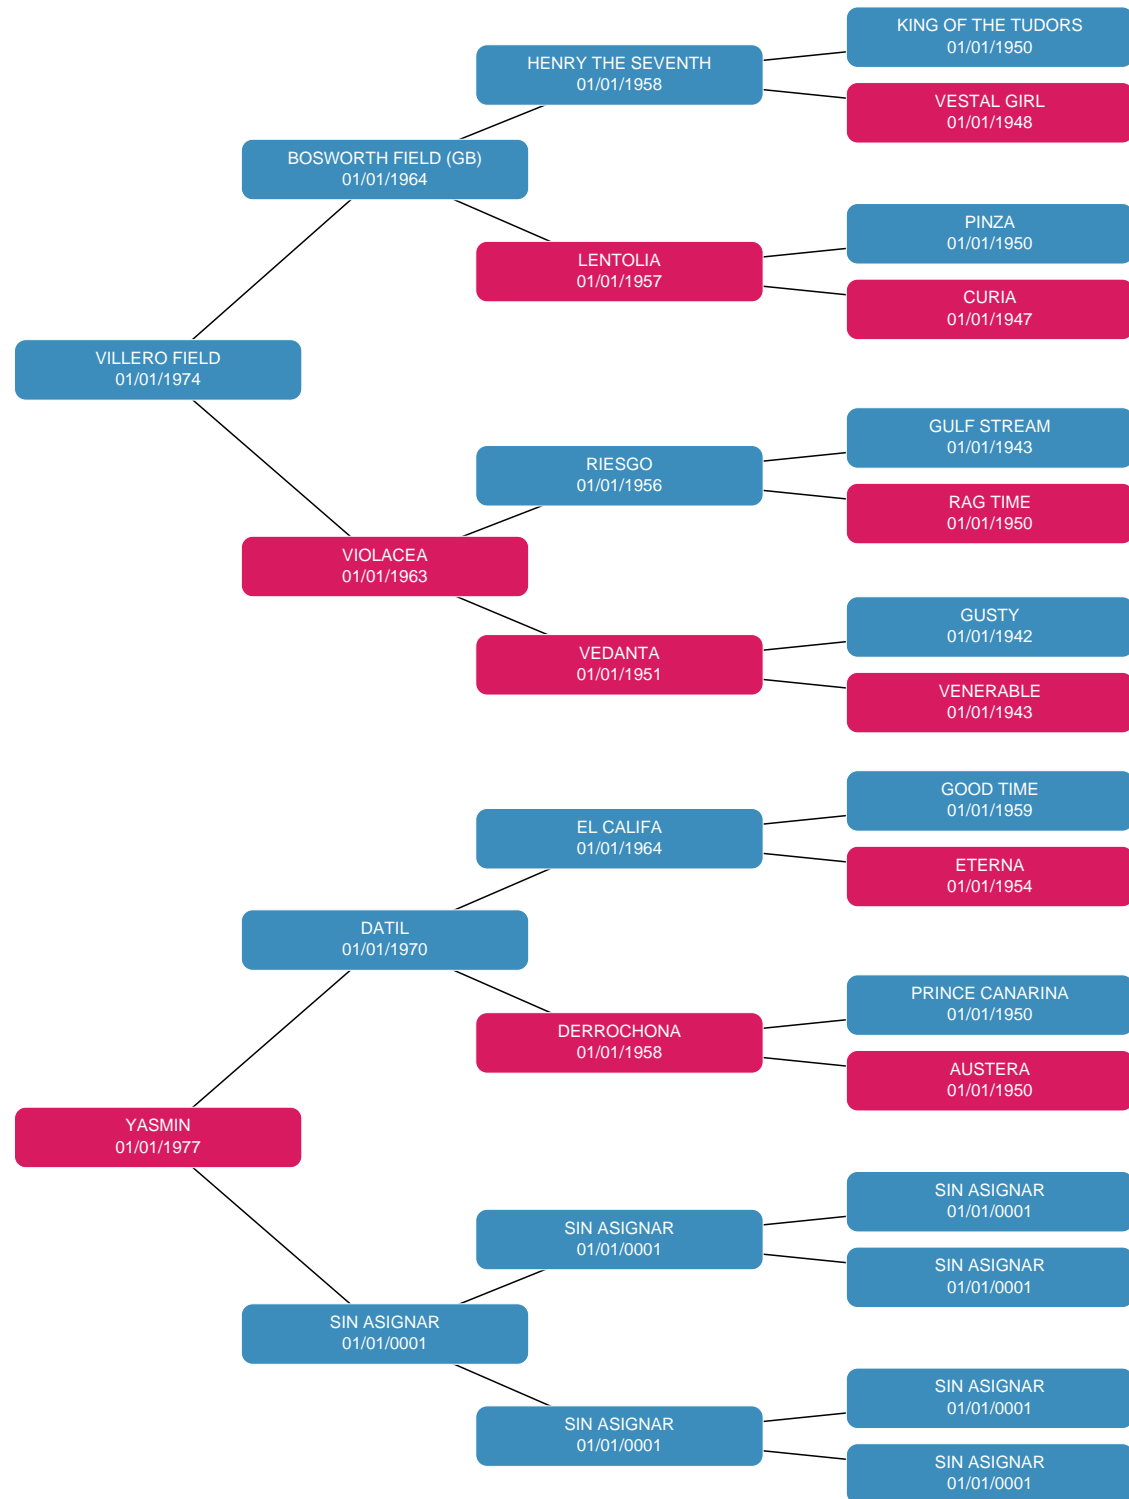 KING OF THE TUDORS
01/01/1950
HENRY THE SEVENTH
01/01/1958
VESTAL GIRL
01/01/1948
BOSWORTH FIELD (GB)
01/01/1964
PINZA
01/01/1950
LENTOLIA
01/01/1957
CURIA
01/01/1947
VILLERO FIELD
01/01/1974
GULF STREAM
01/01/1943
RIESGO
01/01/1956
RAG TIME
01/01/1950
VIOLACEA
01/01/1963
GUSTY
01/01/1942
VEDANTA
01/01/1951
VENERABLE
01/01/1943
GOOD TIME
01/01/1959
EL CALIFA
01/01/1964
ETERNA
01/01/1954
DATIL
01/01/1970
PRINCE CANARINA
01/01/1950
DERROCHONA
01/01/1958
AUSTERA
01/01/1950
YASMIN
01/01/1977
SIN ASIGNAR
01/01/0001
SIN ASIGNAR
01/01/0001
SIN ASIGNAR
01/01/0001
SIN ASIGNAR
01/01/0001
SIN ASIGNAR
01/01/0001
SIN ASIGNAR
01/01/0001
SIN ASIGNAR
01/01/0001